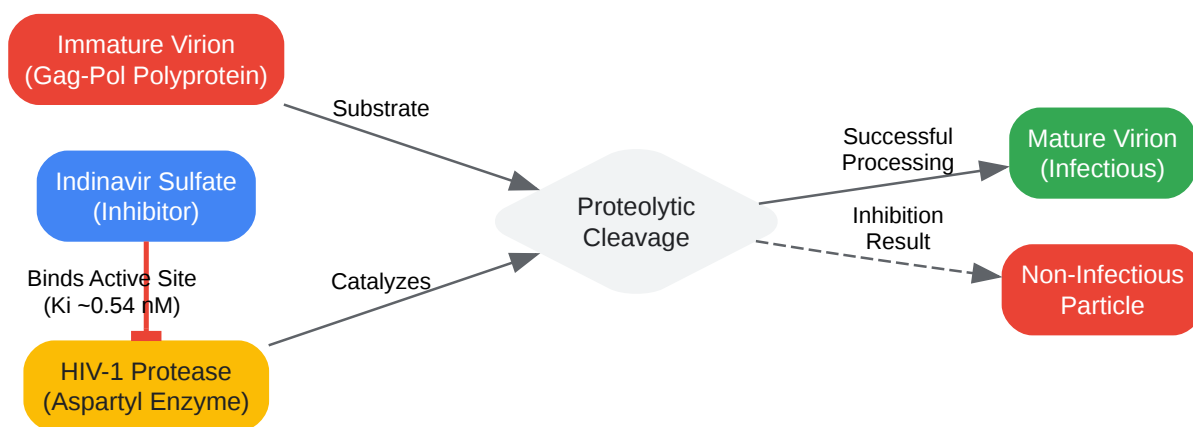 Immature Virion
(Gag-Pol Polyprotein)
Substrate
Indinavir Sulfate
(Inhibitor)
Binds Active Site
(Ki ~0.54 nM)
HIV-1 Protease
(Aspartyl Enzyme)
Catalyzes
Proteolytic
Cleavage
Successful
Processing
Mature Virion
(Infectious)
Inhibition
Result
Non-Infectious
Particle